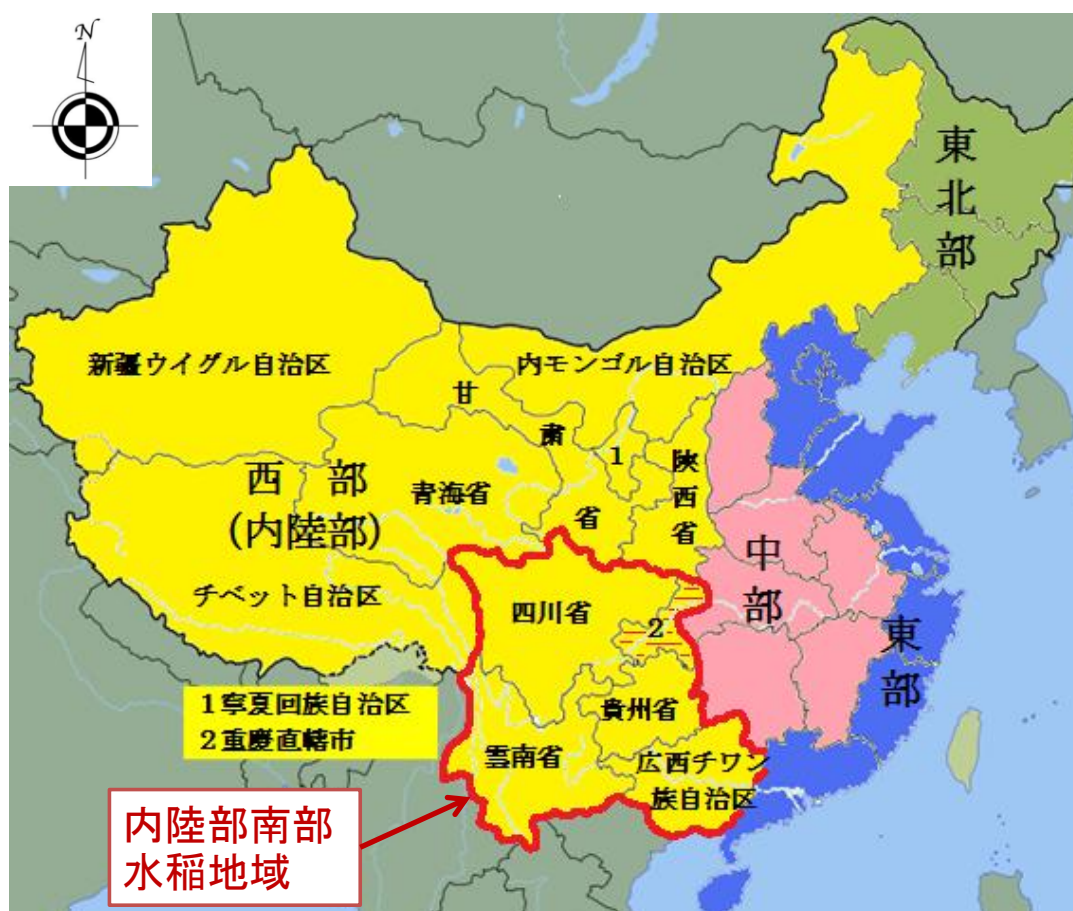 N
東北部
新疆ウイグル自治区
内モンゴル自治区
甘
粛
省
1
陝西省
西 部
(内陸部)
青海省
チベット自治区
四川省
2
中部
東部
1寧夏回族自治区
2重慶直轄市
貴州省
雲南省
広西チワン
族自治区
内陸部南部
水稲地域